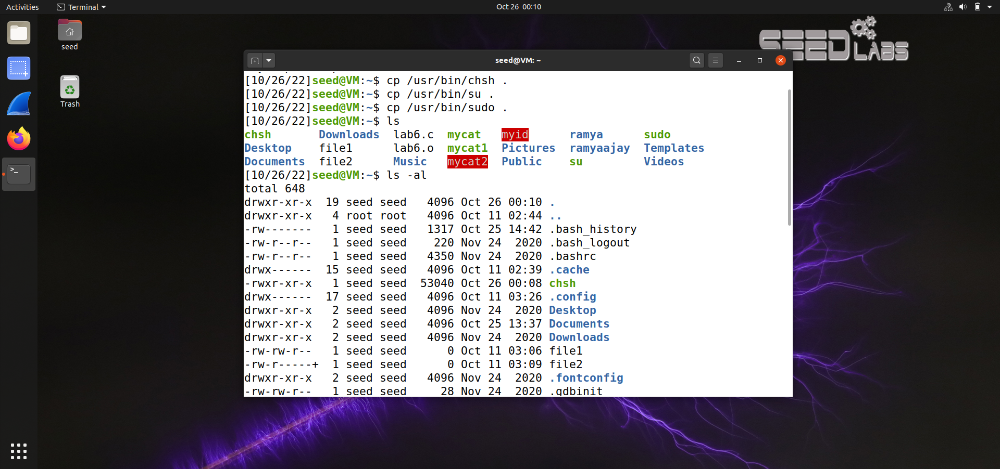 Activities Terminal Oct 26 00:10
seed
Trash
SEED LABS
seed@VM: ~
[10/26/22]seed@VM:~$ cp /usr/bin/chsh .
[10/26/22]seed@VM:~$ cp /usr/bin/su .
[10/26/22]seed@VM:~$ cp /usr/bin/sudo .
[10/26/22]seed@VM:~$ ls
chsh Downloads lab6.c mycat myid ramya sudo
Desktop file1 lab6.o mycat1 Pictures ramyaajay Templates
Documents file2 Music mycat2 Public su Videos
[10/26/22]seed@VM:~$ ls -al
total 648
drwxr-xr-x 19 seed seed 4096 Oct 26 00:10 .
drwxr-xr-x 4 root root 4096 Oct 11 02:44 ..
-rw------- 1 seed seed 1317 Oct 25 14:42 .bash_history
-rw-r--r-- 1 seed seed 220 Nov 24 2020 .bash_logout
-rw-r--r-- 1 seed seed 4350 Nov 24 2020 .bashrc
drwx------ 15 seed seed 4096 Oct 11 02:39 .cache
-rwxr-xr-x 1 seed seed 53040 Oct 26 00:08 chsh
drwx------ 17 seed seed 4096 Oct 11 03:26 .config
drwxr-xr-x 2 seed seed 4096 Nov 24 2020 Desktop
drwxr-xr-x 2 seed seed 4096 Oct 25 13:37 Documents
drwxr-xr-x 2 seed seed 4096 Nov 24 2020 Downloads
-rw-rw-r-- 1 seed seed 0 Oct 11 03:06 file1
-rw-r-----+ 1 seed seed 0 Oct 11 03:09 file2
drwxr-xr-x 2 seed seed 4096 Nov 24 2020 .fontconfig
-rw-rw-r-- 1 seed seed 28 Nov 24 2020 .gdbinit